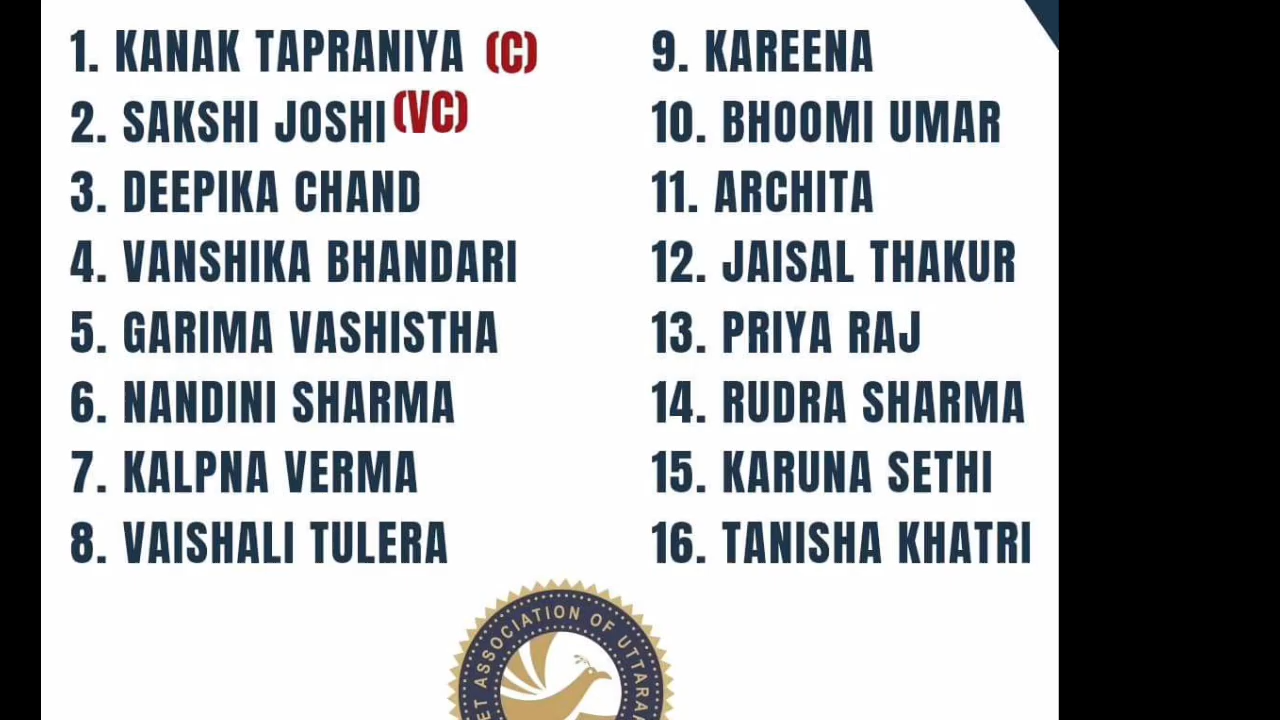 1. KANAK TAPRANIYA (C)
2. SAKSHI JOSHI (VC)
3. DEEPIKA CHAND
4. VANSHIKA BHANDARI
5. GARIMA VASHISTHA
6. NANDINI SHARMA
7. KALPNA VERMA
8. VAISHALI TULERA
9. KAREENA
10. BHOOMI UMAR
11. ARCHITA
12. JAISAL THAKUR
13. PRIYA RAJ
14. RUDRA SHARMA
15. KARUNA SETHI
16. TANISHA KHATRI
ASSOCIATION OF